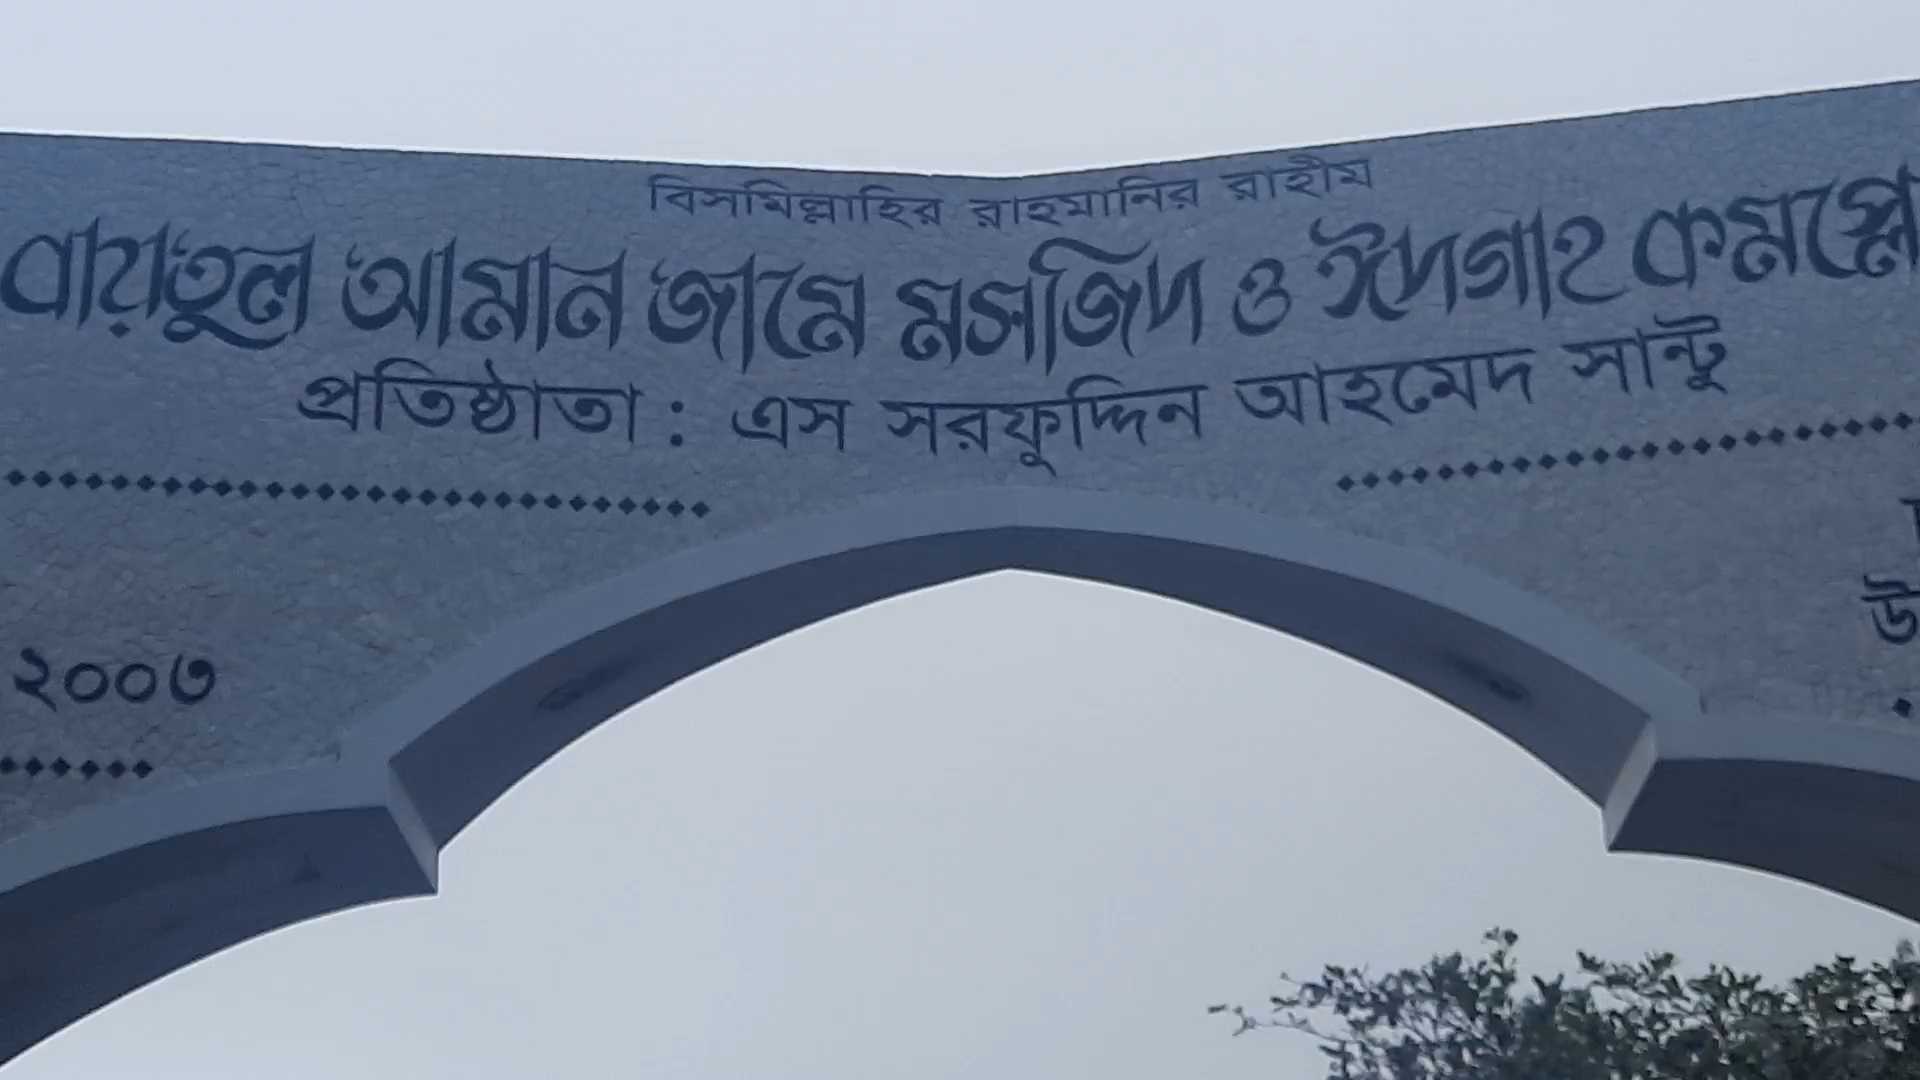 বিসমিল্লাহির রাহমানির রাহীম
বায়তুল আমান জামে মসজিদ ও ঈদগাহ কমপ্লে
প্রতিষ্ঠাতা : এস সরফুদ্দিন আহমেদ সান্টু
২০০৩